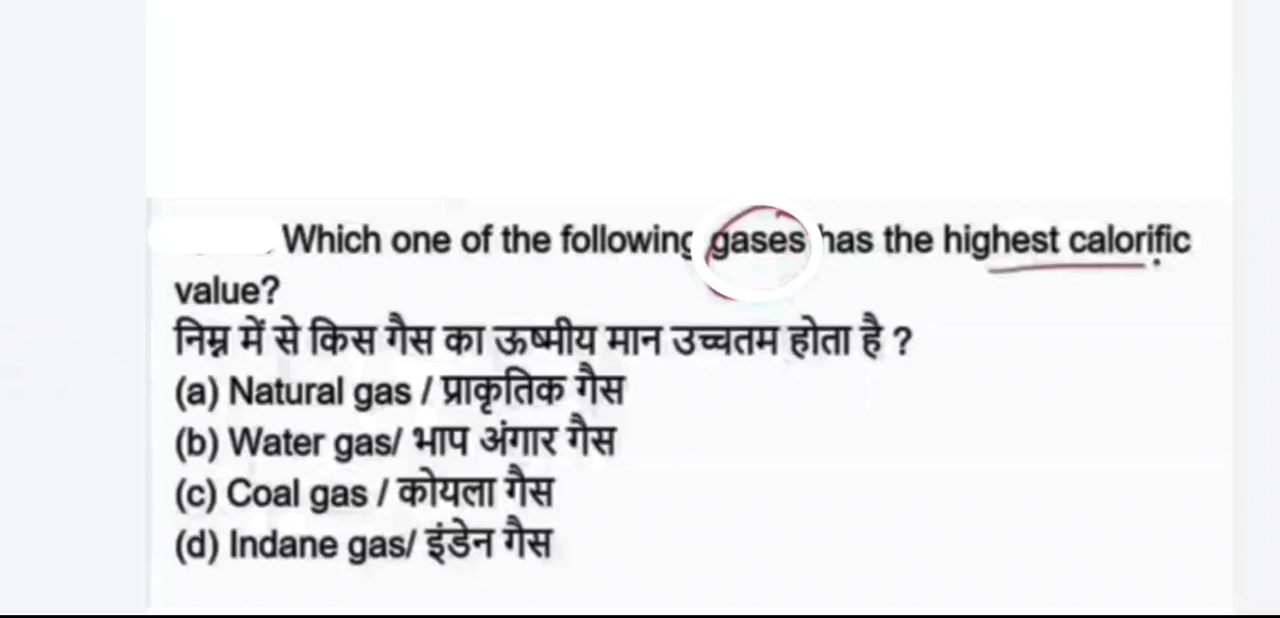 Which one of the following gases has the highest calorific
value?
निम्न में से किस गैस का ऊष्मीय मान उच्चतम होता है ?
(a) Natural gas / प्राकृतिक गैस
(b) Water gas/ भाप अंगार गैस
(c) Coal gas / कोयला गैस
(d) Indane gas/ इंडेन गैस